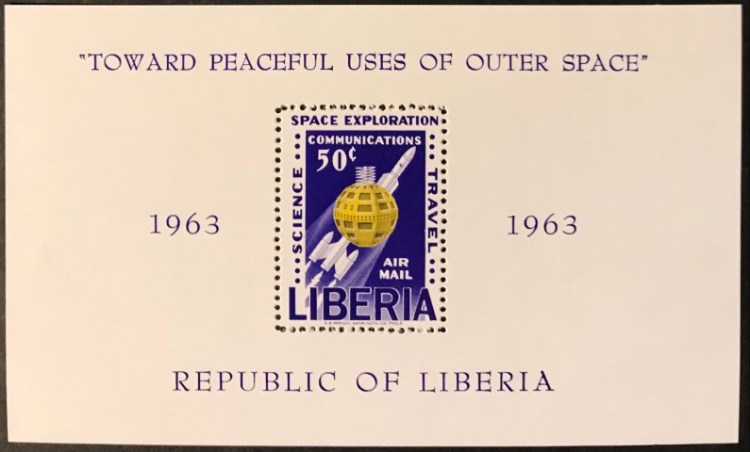 "TOWARD PEACEFUL USES OF OUTER SPACE"
SPACE EXPLORATION
COMMUNICATIONS
50¢
SCIENCE
TRAVEL
1963
1963
AIR
MAIL
LIBERIA
REPUBLIC OF LIBERIA